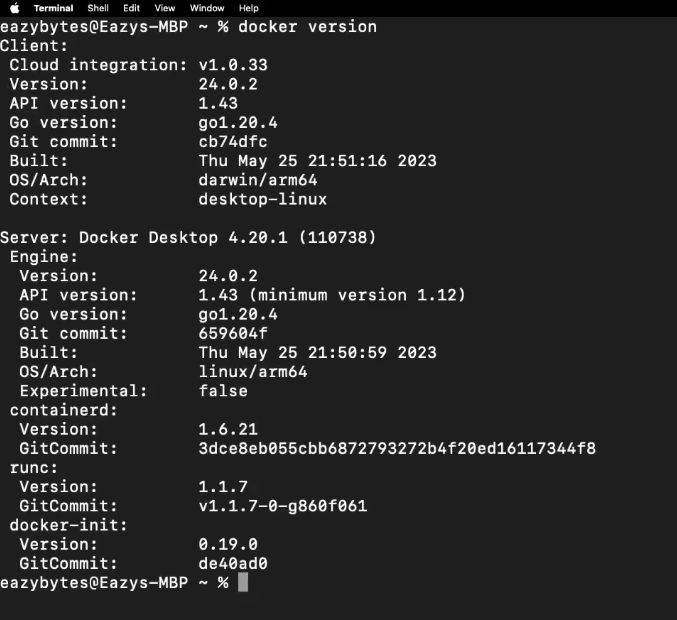 Terminal Shell Edit View Window Help
eazybytes@Eazys-MBP ~ % docker version
Client:
 Cloud integration: v1.0.33
 Version:           24.0.2
 API version:       1.43
 Go version:        go1.20.4
 Git commit:        cb74dfc
 Built:             Thu May 25 21:51:16 2023
 OS/Arch:           darwin/arm64
 Context:           desktop-linux

Server: Docker Desktop 4.20.1 (110738)
 Engine:
  Version:          24.0.2
  API version:      1.43 (minimum version 1.12)
  Go version:       go1.20.4
  Git commit:       659604f
  Built:            Thu May 25 21:50:59 2023
  OS/Arch:          linux/arm64
  Experimental:     false
 containerd:
  Version:          1.6.21
  GitCommit:        3dce8eb055cbb6872793272b4f20ed16117344f8
 runc:
  Version:          1.1.7
  GitCommit:        v1.1.7-0-g860f061
 docker-init:
  Version:          0.19.0
  GitCommit:        de40ad0
eazybytes@Eazys-MBP ~ %